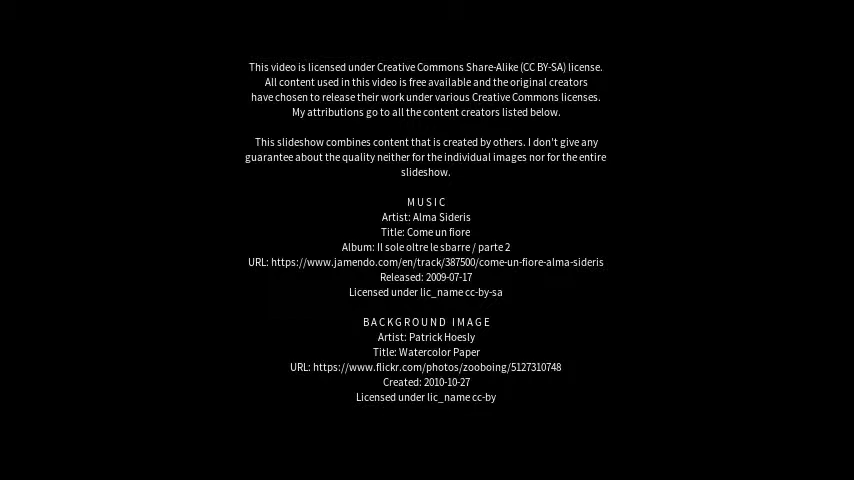 This video is licensed under Creative Commons Share-Alike (CC BY-SA) license.
All content used in this video is free available and the original creators
have chosen to release their work under various Creative Commons licenses.
My attributions go to all the content creators listed below.
This slideshow combines content that is created by others. I don't give any
guarantee about the quality neither for the individual images nor for the entire
slideshow.
MUSIC
Artist: Alma Sideris
Title: Come un fiore
Album: Il sole oltre le sbarre / parte 2
URL: https://www.jamendo.com/en/track/387500/come-un-fiore-alma-sideris
Released: 2009-07-17
Licensed under lic_name cc-by-sa
BACKGROUND IMAGE
Artist: Patrick Hoesly
Title: Watercolor Paper
URL: https://www.flickr.com/photos/zooboing/5127310748
Created: 2010-10-27
Licensed under lic_name cc-by